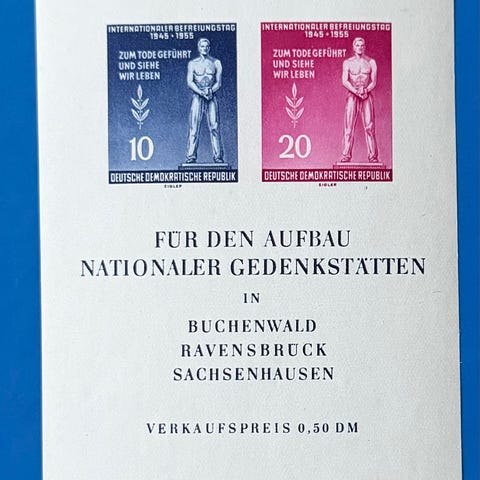 INTERNATIONALER BEFREIUNGSTAG
1945 • 1955
ZUM TODE GEFÜHRT
UND SIEHE
WIR LEBEN
10
DEUTSCHE DEMOKRATISCHE REPUBLIK
EIGLER
INTERNATIONALER BEFREIUNGSTAG
1945 • 1955
ZUM TODE GEFÜHRT
UND SIEHE
WIR LEBEN
20
DEUTSCHE DEMOKRATISCHE REPUBLIK
EIGLER
FÜR DEN AUFBAU
NATIONALER GEDENKSTÄTTEN
IN
BUCHENWALD
RAVENSBRÜCK
SACHSENHAUSEN
VERKAUFSPREIS 0,50 DM